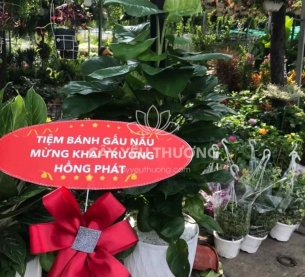 TIỆM BÁNH GẤU NÂU
MỪNG KHAI TRƯƠNG
HỒNG PHÁT